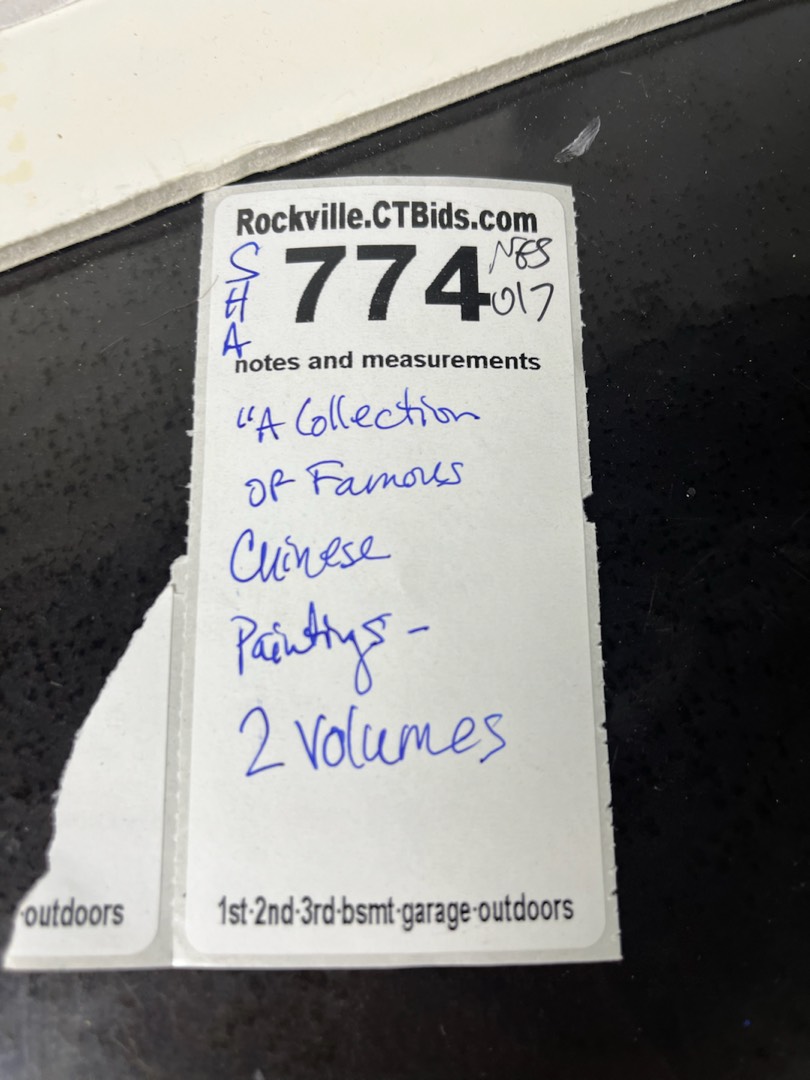 Rockville.CTBids.com
SHA
774
017
notes and measurements
"A Collection
OF Famous
Chinese
Paintings -
2 Volumes
outdoors
1st·2nd·3rd·bsmt·garage·outdoors